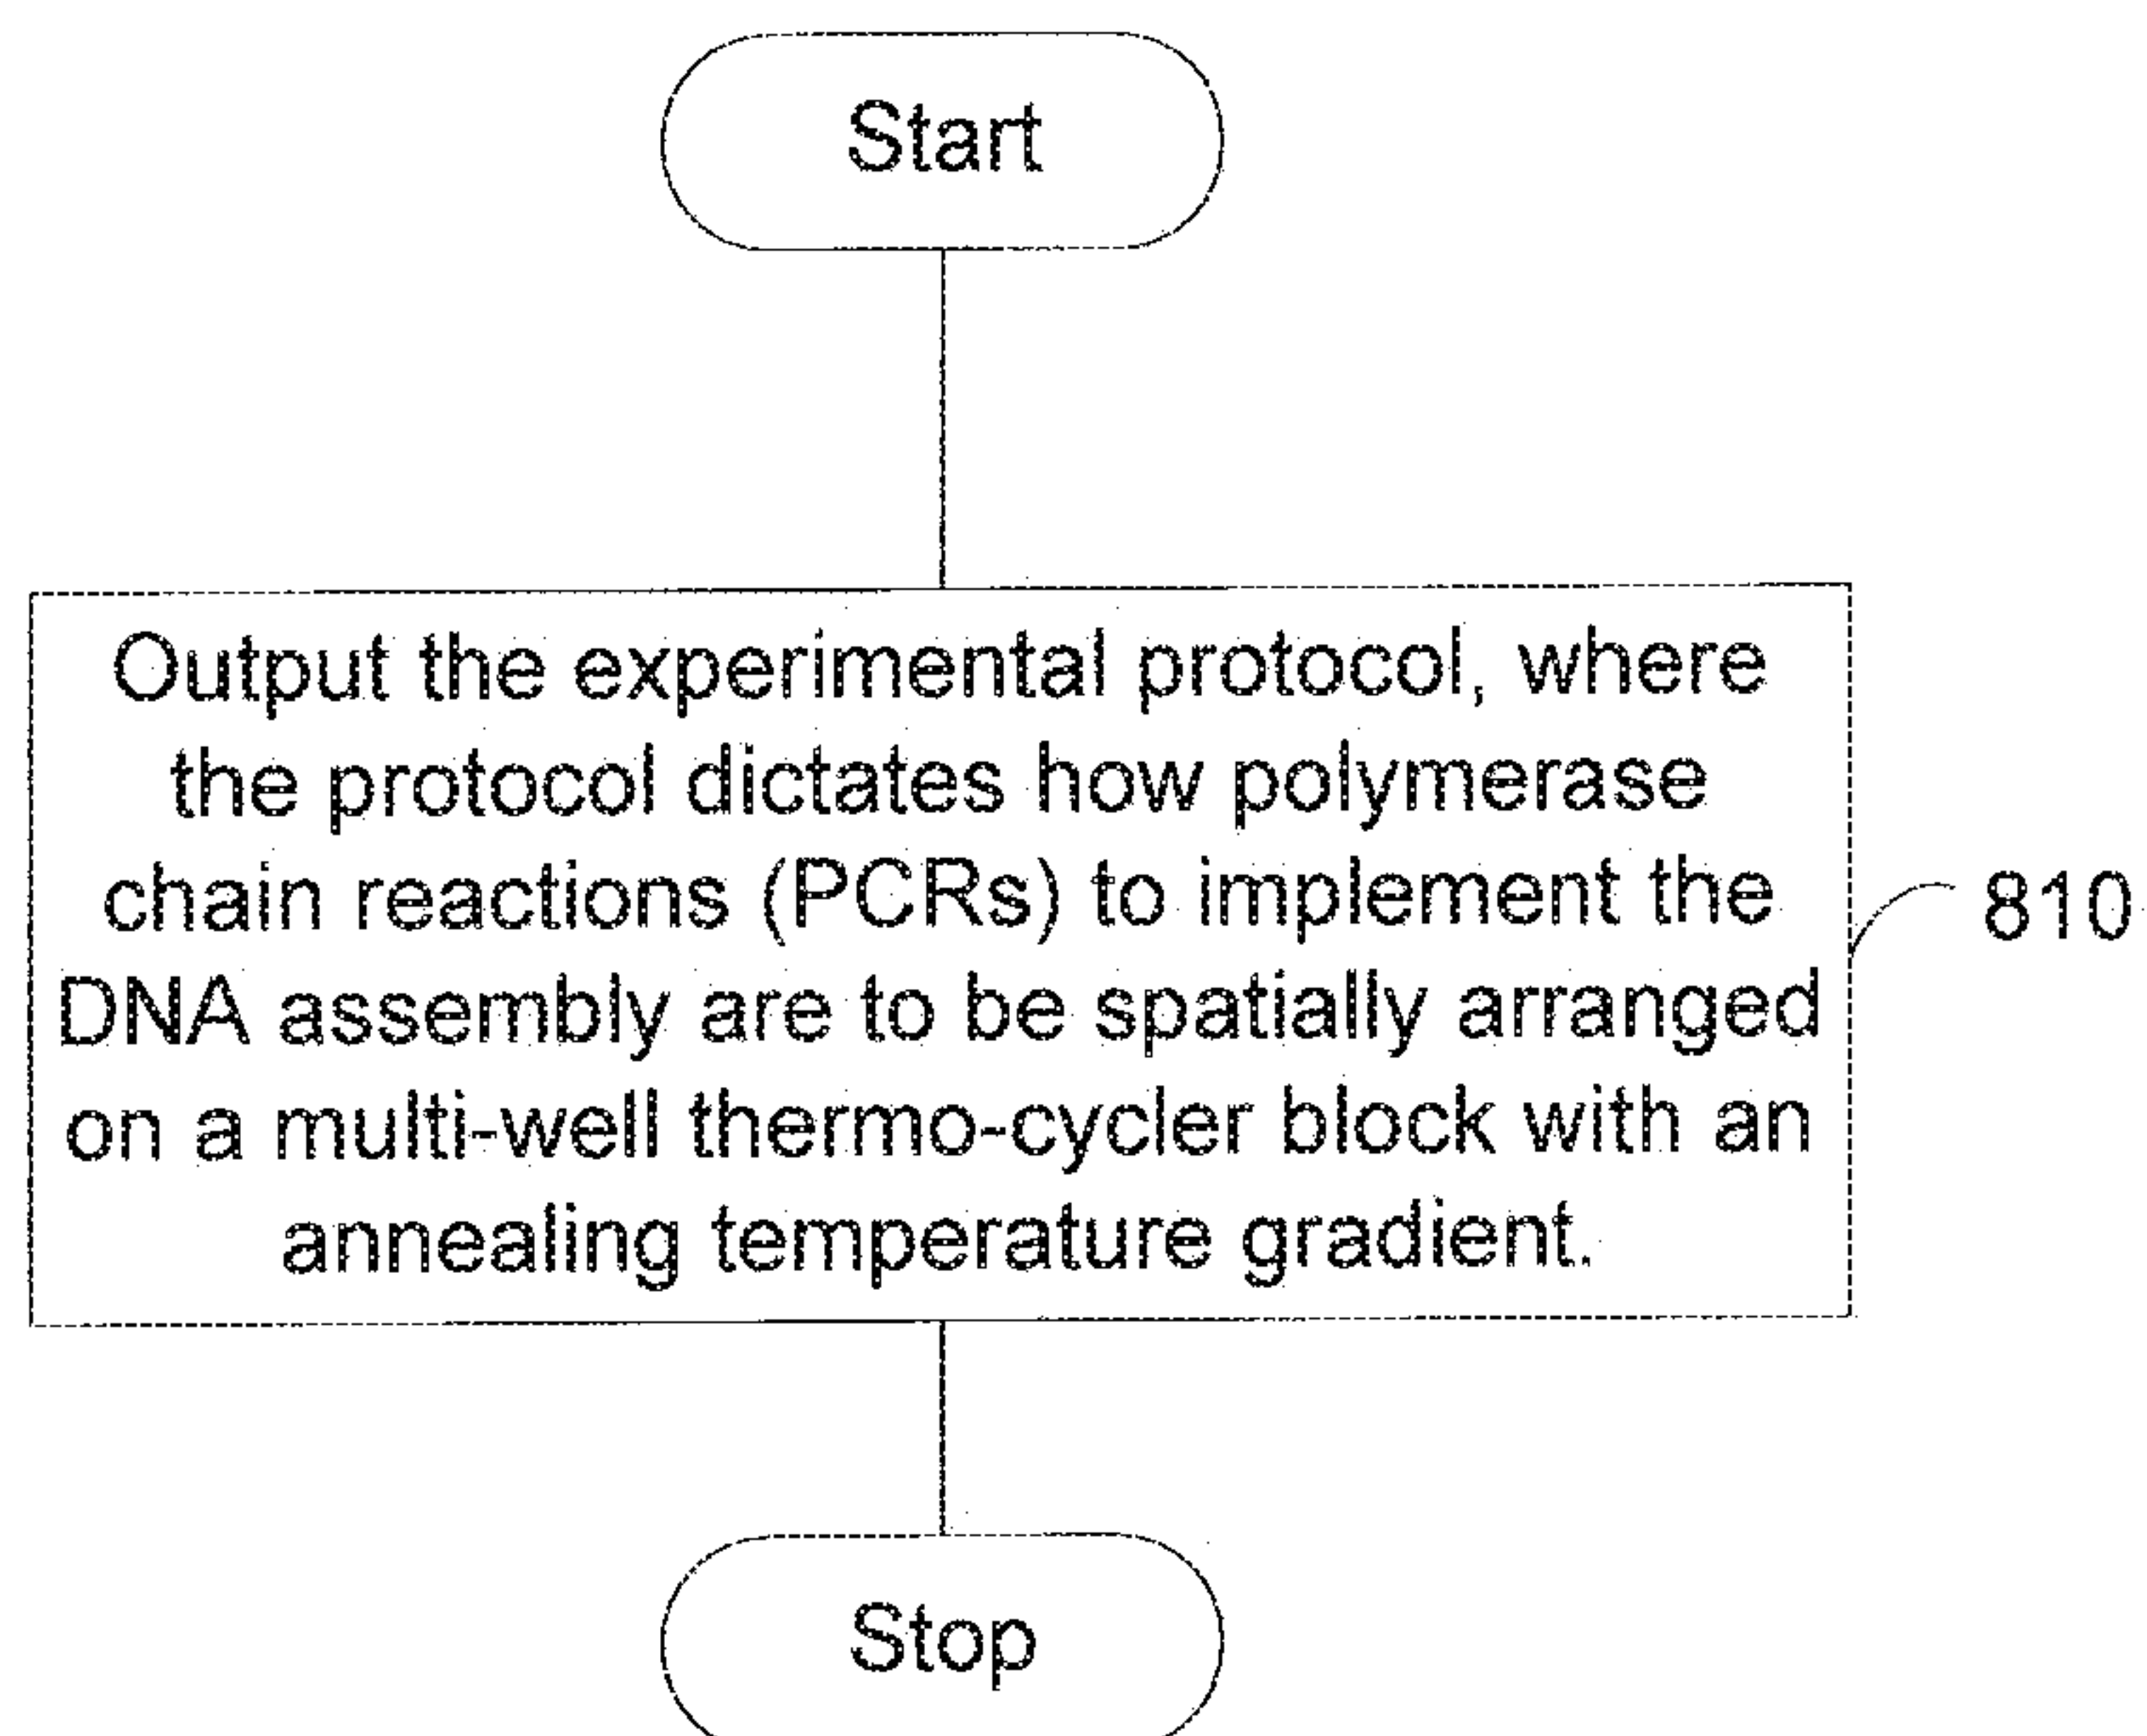 Start
Output the experimental protocol, where
the protocol dictates how polymerase
chain reactions (PCRs) to implement the
DNA assembly are to be spatially arranged
on a multi-well thermo-cycler block with an
annealing temperature gradient.
810
Stop